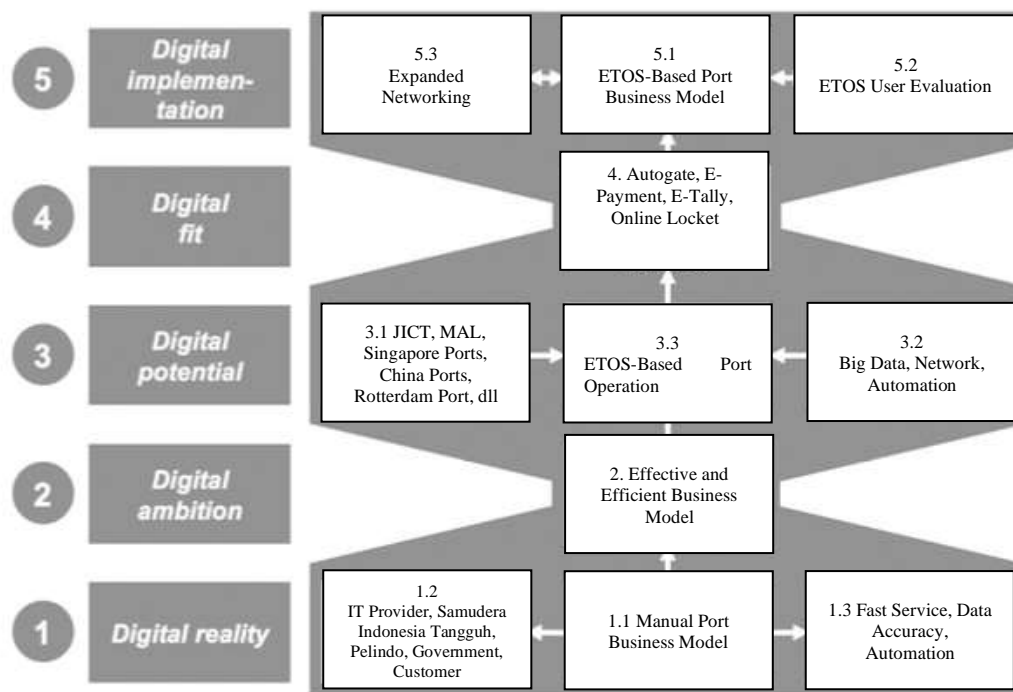 5
Digital
implemen-
tation
5.3
Expanded
Networking
5.1
ETOS-Based Port
Business Model
5.2
ETOS User Evaluation
4
Digital
fit
4. Autogate, E-
Payment, E-Tally,
Online Locket
3
Digital
potential
3.1 JICT, MAL,
Singapore Ports,
China Ports,
Rotterdam Port, dll
3.3
ETOS-Based Port
Operation
3.2
Big Data, Network,
Automation
2
Digital
ambition
2. Effective and
Efficient Business
Model
1
Digital reality
1.2
IT Provider, Samudera
Indonesia Tangguh,
Pelindo, Government,
Customer
1.1 Manual Port
Business Model
1.3 Fast Service, Data
Accuracy,
Automation